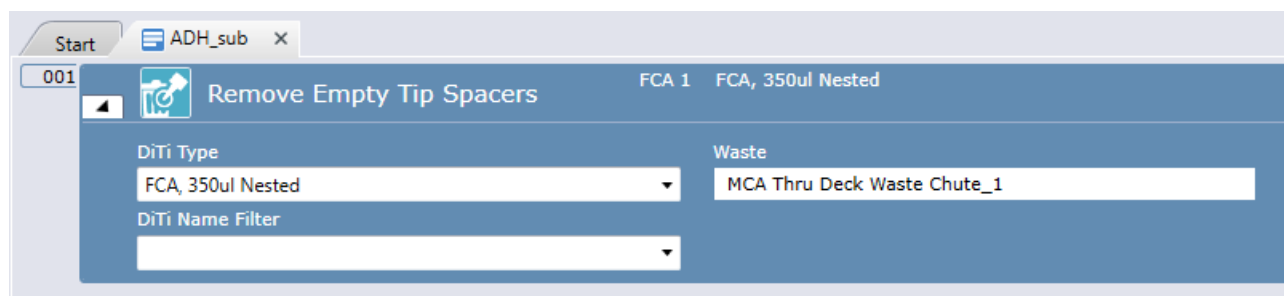 Start
ADH_sub
001
Remove Empty Tip Spacers
FCA 1 FCA, 350ul Nested
DiTi Type
Waste
FCA, 350ul Nested
MCA Thru Deck Waste Chute_1
DiTi Name Filter